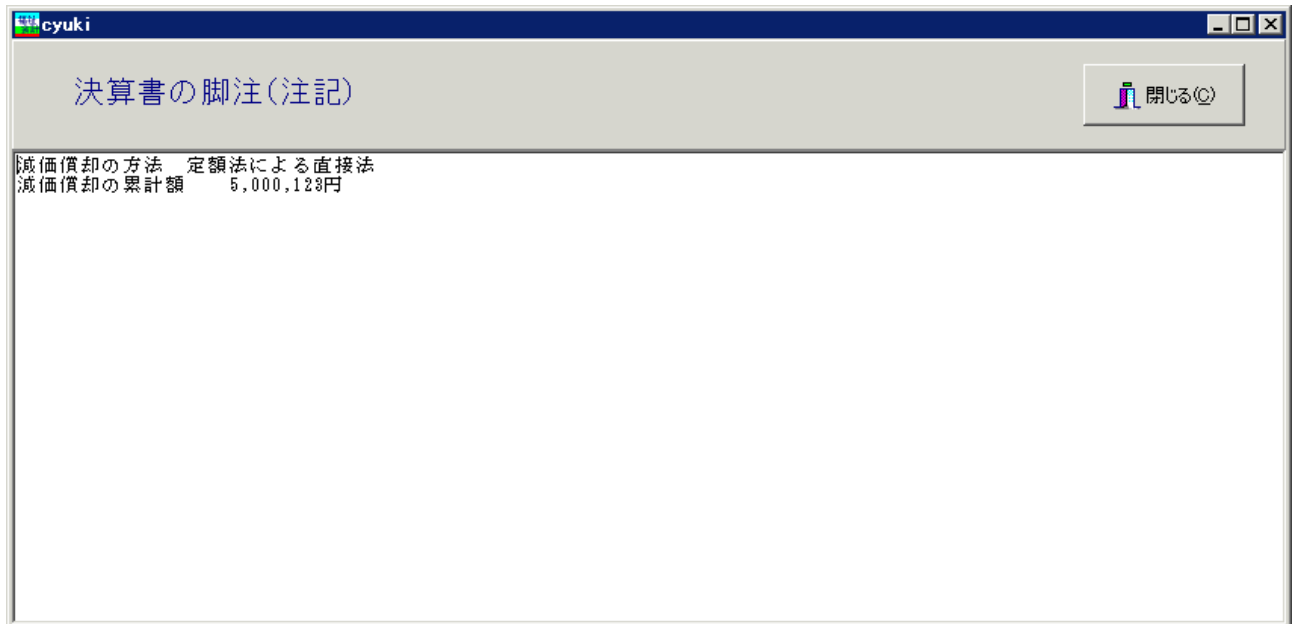 cyuki
決算書の脚注(注記)
閉じる(C)
減価償却の方法　定額法による直接法
減価償却の累計額　　5,000,123円